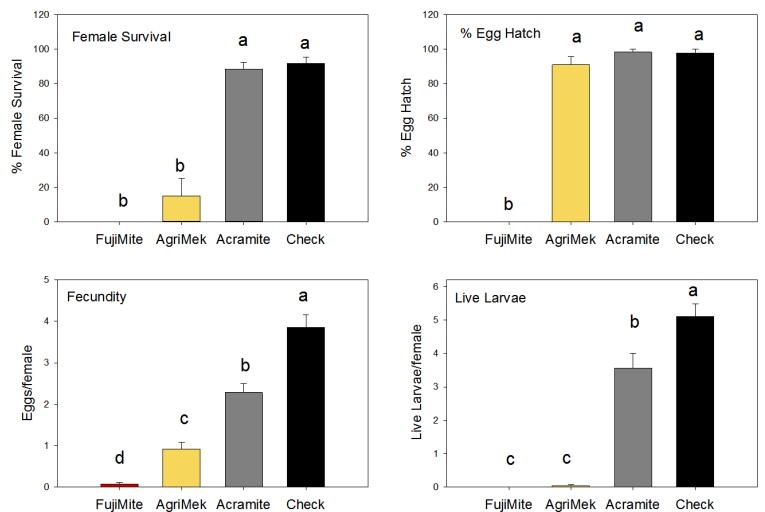 Female Survival
% Female Survival
120
100
80
60
40
20
0
b
b
a
a
FujiMite AgriMek Acramite Check
% Egg Hatch
% Egg Hatch
120
100
80
60
40
20
0
b
a
a
a
FujiMite AgriMek Acramite Check
Fecundity
Eggs/female
5
4
3
2
1
0
d
c
b
a
FujiMite AgriMek Acramite Check
Live Larvae
Live Larvae/female
6
5
4
3
2
1
0
c
c
b
a
FujiMite AgriMek Acramite Check